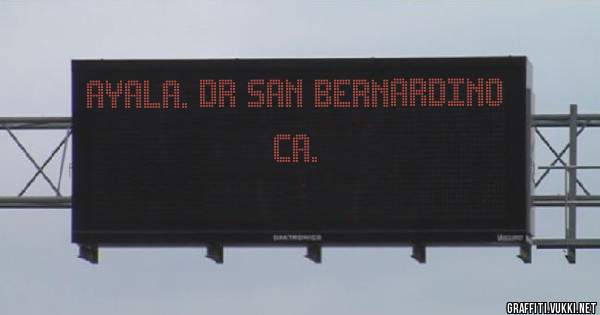 AYALA. DR SAN BERNARDINO
CA.
DAKTRONICS
GRAFFITI.VUKKI.NET